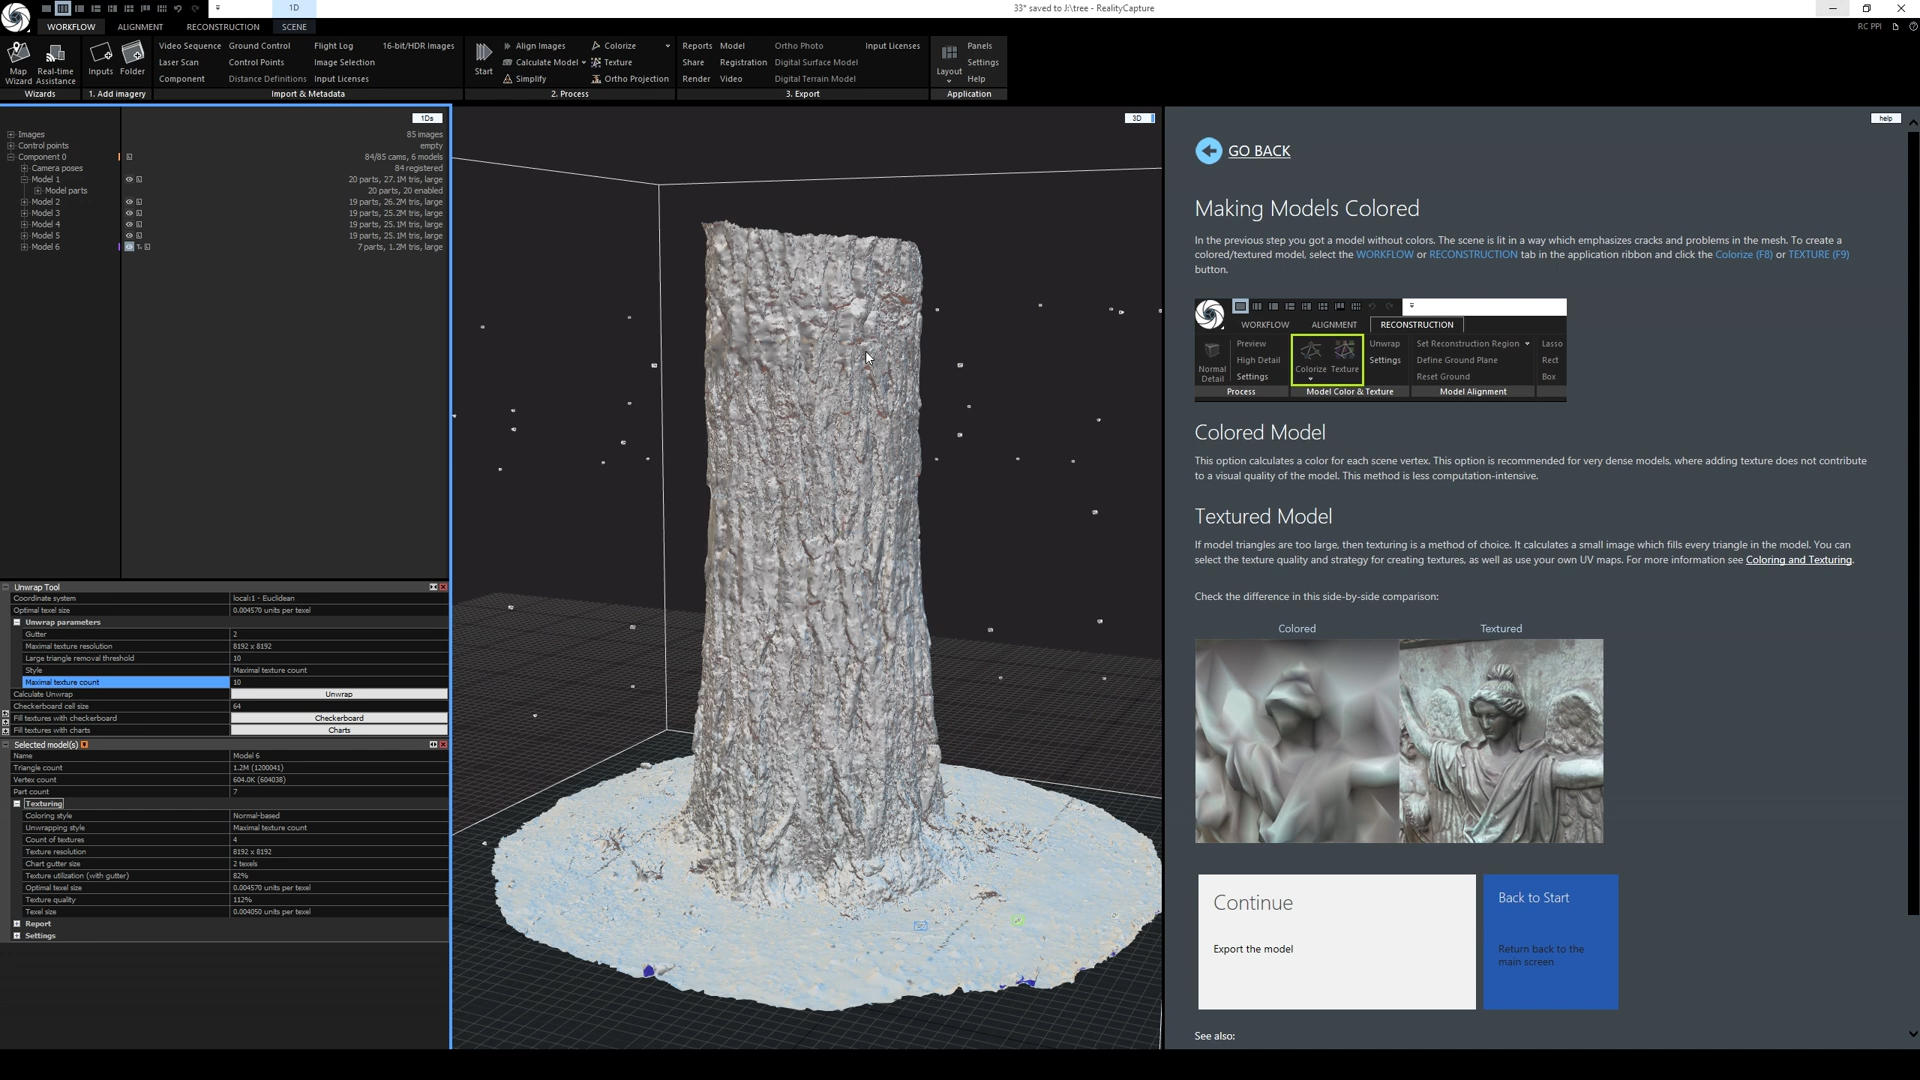 1D
33* saved to J:\tree - RealityCapture
WORKFLOW ALIGNMENT RECONSTRUCTION SCENE
RC PPI
Map Wizard Real-time Assistance
Wizards
Inputs Folder
1. Add imagery
Video Sequence Ground Control Flight Log 16-bit/HDR Images
Laser Scan Control Points Image Selection
Component Distance Definitions Input Licenses
Import & Metadata
Start Align Images Colorize
Calculate Model Texture
Simplify Ortho Projection
2. Process
Reports Model Ortho Photo Input Licenses
Share Registration Digital Surface Model
Render Video Digital Terrain Model
3. Export
Layout Panels
Settings
Help
Application
1Ds
Images 85 images
Control points empty
Component 0 84/85 cams, 6 models
Camera poses 84 registered
Model 1 20 parts, 27.1M tris, large
Model parts 20 parts, 20 enabled
Model 2 19 parts, 26.2M tris, large
Model 3 19 parts, 25.2M tris, large
Model 4 19 parts, 25.1M tris, large
Model 5 19 parts, 25.1M tris, large
Model 6 7 parts, 1.2M tris, large
Unwrap Tool
Coordinate system local:1 - Euclidean
Optimal texel size 0.004570 units per texel
Unwrap parameters
Gutter 2
Maximal texture resolution 8192 x 8192
Large triangle removal threshold 10
Style Maximal texture count
Maximal texture count 10
Calculate Unwrap Unwrap
Checkerboard cell size 64
Fill textures with checkerboard Checkerboard
Fill textures with charts Charts
Selected model(s)
Name Model 6
Triangle count 1.2M (1200041)
Vertex count 604.0K (604038)
Part count 7
Texturing
Coloring style Normal-based
Unwrapping style Maximal texture count
Count of textures 4
Texture resolution 8192 x 8192
Chart gutter size 2 texels
Texture utilization (with gutter) 82%
Optimal texel size 0.004570 units per texel
Texture quality 112%
Texel size 0.004050 units per texel
Report
Settings
3D
help
GO BACK
Making Models Colored
In the previous step you got a model without colors. The scene is lit in a way which emphasizes cracks and problems in the mesh. To create a
colored/textured model, select the WORKFLOW or RECONSTRUCTION tab in the application ribbon and click the Colorize (F8) or TEXTURE (F9)
button.
WORKFLOW ALIGNMENT RECONSTRUCTION
Normal Detail Preview
High Detail
Settings
Process
Colorize Texture Unwrap
Settings
Model Color & Texture
Set Reconstruction Region
Define Ground Plane
Reset Ground
Model Alignment
Lasso
Rect
Box
Colored Model
This option calculates a color for each scene vertex. This option is recommended for very dense models, where adding texture does not contribute
to a visual quality of the model. This method is less computation-intensive.
Textured Model
If model triangles are too large, then texturing is a method of choice. It calculates a small image which fills every triangle in the model. You can
select the texture quality and strategy for creating textures, as well as use your own UV maps. For more information see Coloring and Texturing.
Check the difference in this side-by-side comparison:
Colored Textured
Continue
Export the model
Back to Start
Return back to the
main screen
See also: